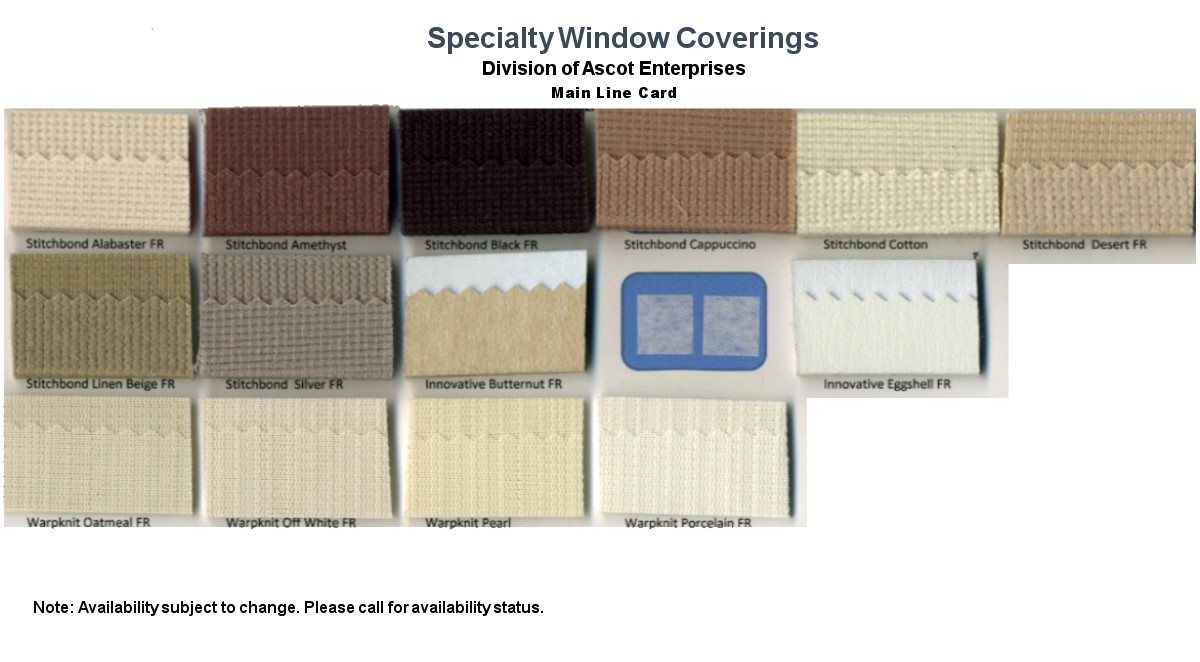 Specialty Window Coverings
Division of Ascot Enterprises
Main Line Card
Stitchbond Alabaster FR
Stitchbond Amethyst
Stitchbond Black FR
Stitchbond Cappuccino
Stitchbond Cotton
Stitchbond Desert FR
Stitchbond Linen Beige FR
Stitchbond Silver FR
Innovative Butternut FR
Innovative Eggshell FR
Warpknit Oatmeal FR
Warpknit Off White FR
Warpknit Pearl
Warpknit Porcelain FR
Note: Availability subject to change. Please call for availability status.